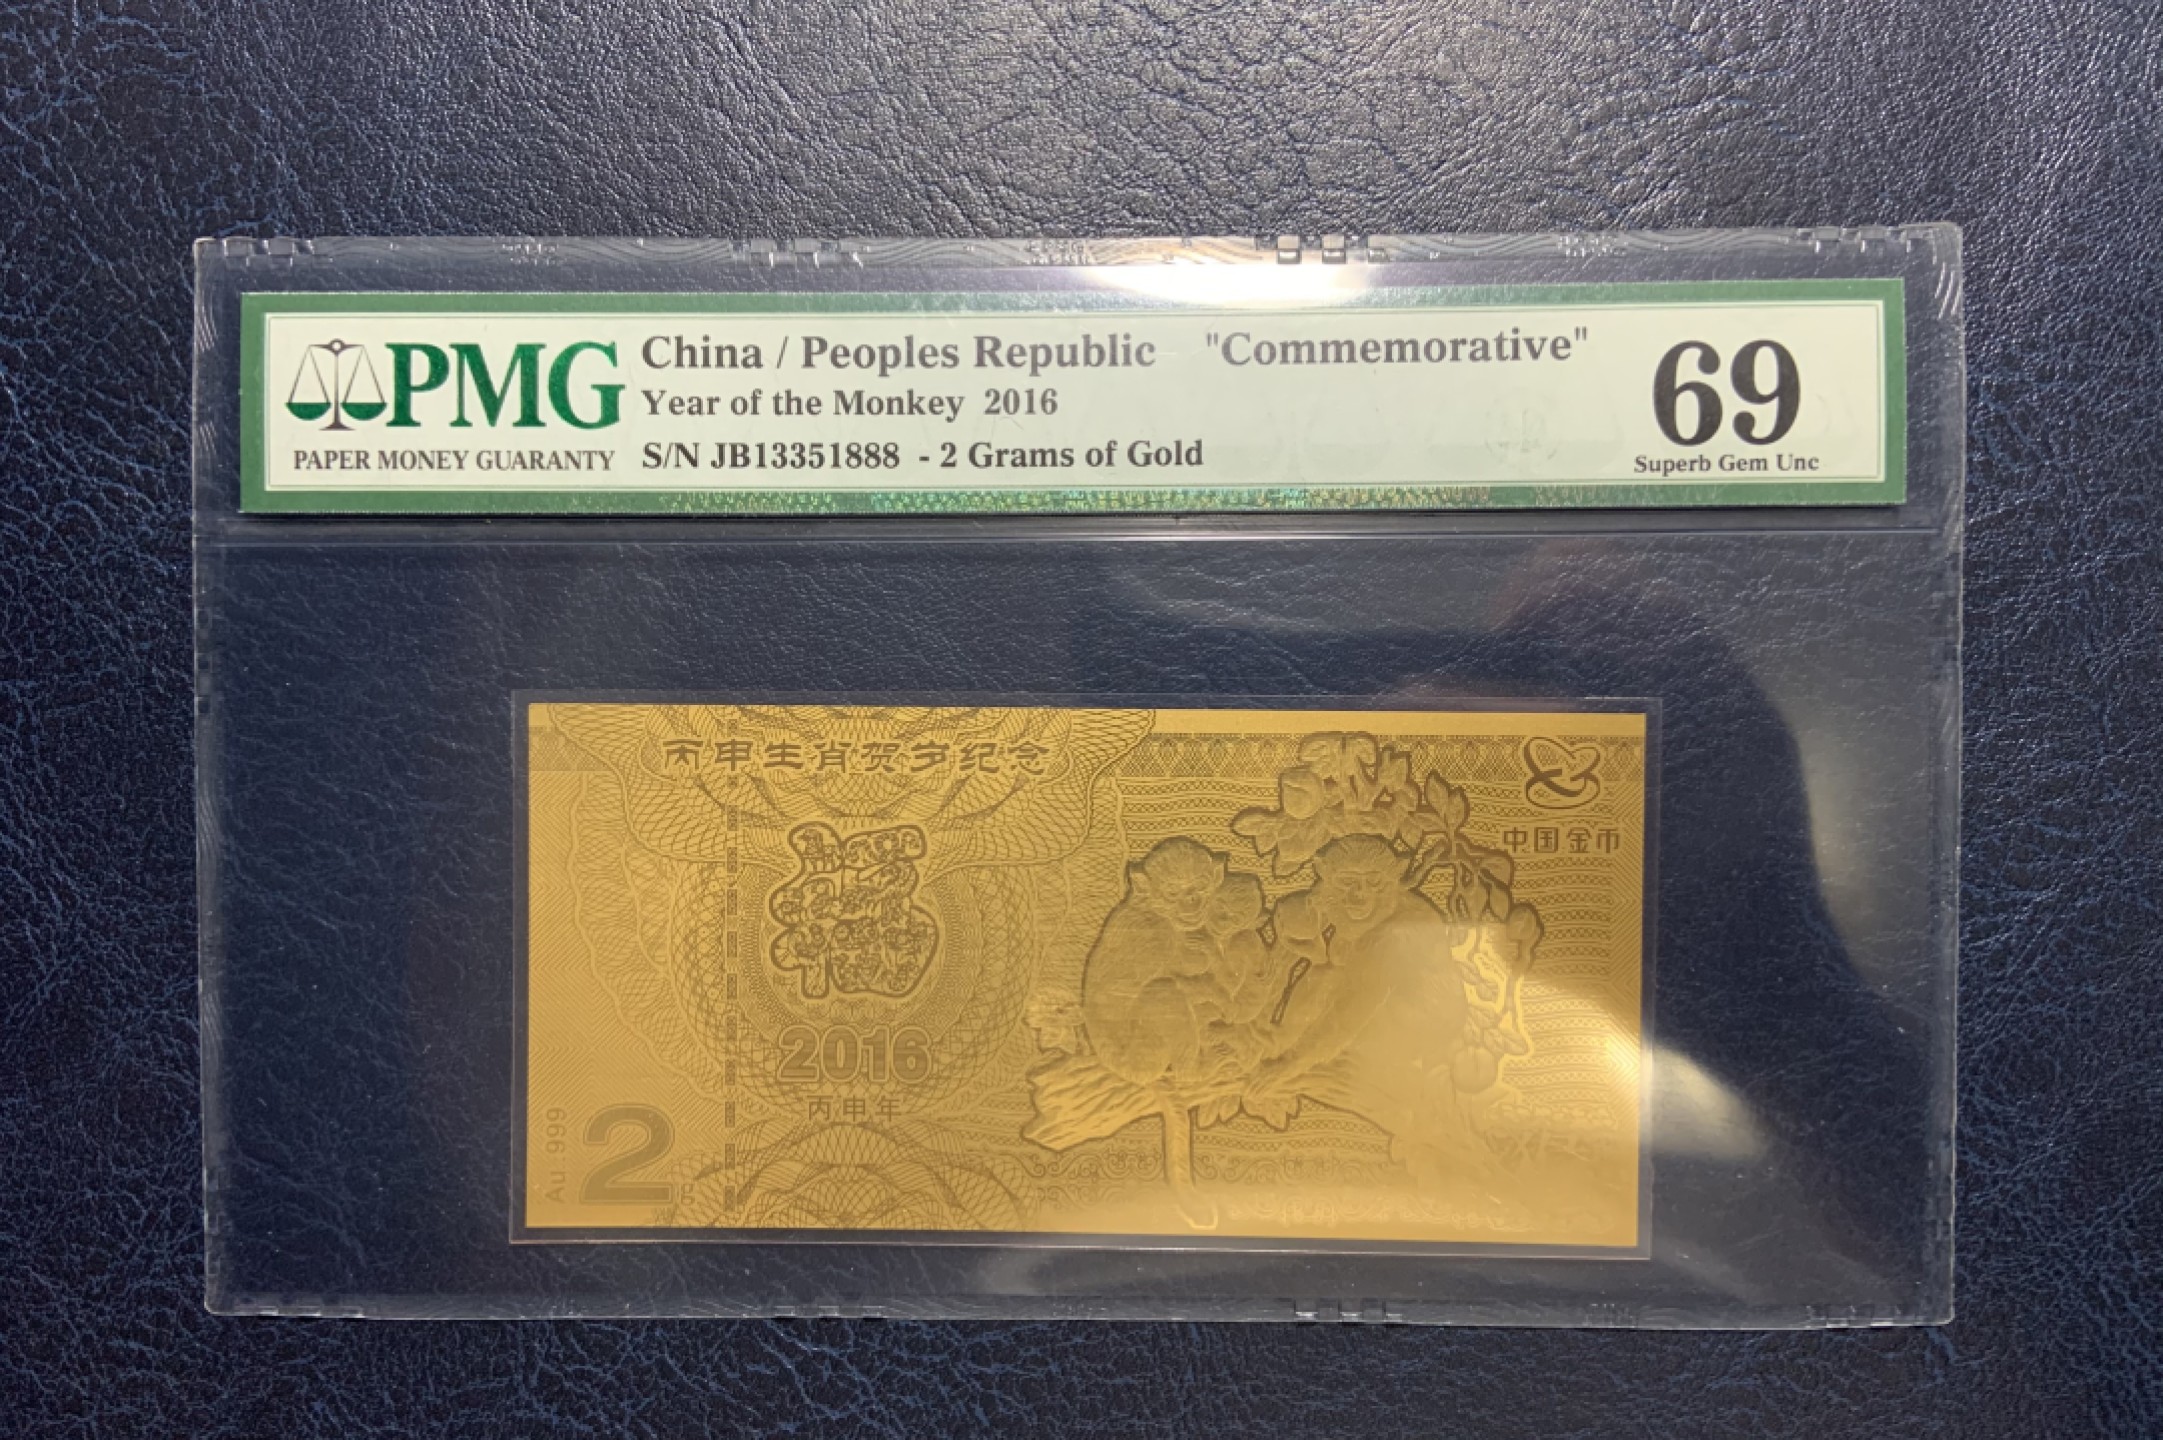 PMG
PAPER MONEY GUARANTY
China / Peoples Republic "Commemorative"
Year of the Monkey 2016
S/N JB13351888 - 2 Grams of Gold
69
Superb Gem Unc
丙申生肖贺岁纪念
中国金币
福
2016
丙申年
Au 999
2g